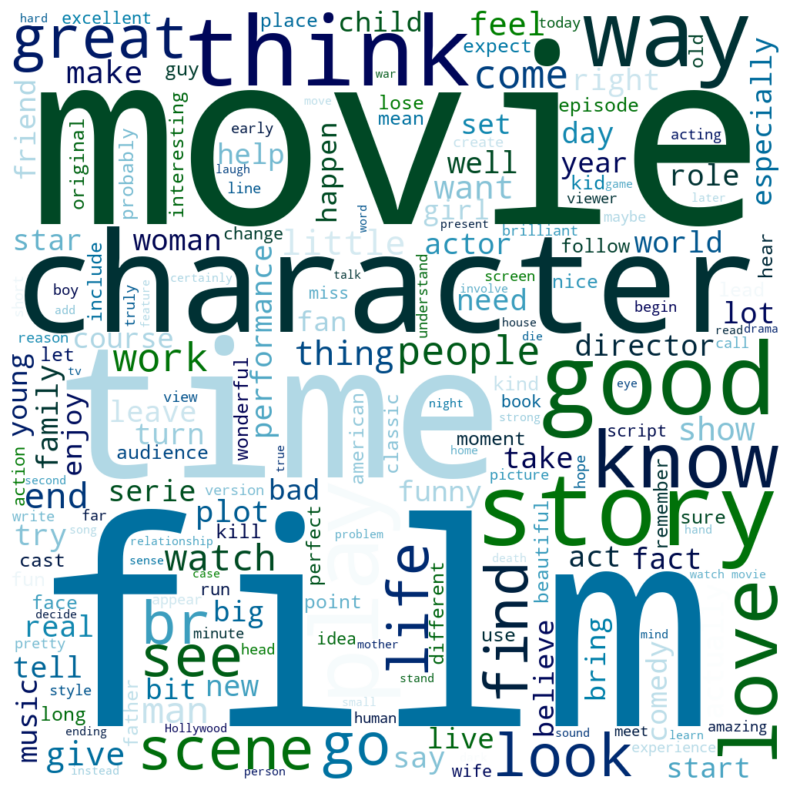 hard
excellent
place
child
feel
today
great
think
way
old
make
guy
war
come
expect
right
movie
friend
original
probably
interesting
move
lose
mean
episode
especially
early
help
laugh
line
happen
create
set
well
want
girl
day
year
kid
game
viewer
acting
role
word
present
maybe
later
star
woman
change
little
actor
brilliant
follow
world
hear
character
boy
include
add
truly
certainly
talk
miss
understand
screen
involve
nice
need
begin
lead
lot
short
feature
reason
course
performance
fan
house
die
read
drama
director
call
time
young
let
tv
work
thing
people
good
family
enjoy
view
leave
turn
wonderful
kind
book
eye
strong
night
american
classic
audience
moment
script
show
know
action
second
end
serie
true
home
bad
funny
take
picture
hope
remember
sure
write
far
version
plot
try
song
story
film
relationship
sense
kill
perfect
problem
play
life
death
beautiful
act
fact
watch movie
cast
watch
fun
case
appear
run
face
decide
br
big
point
different
find
use
bring
mind
love
real
minute
see
head
idea
mother
pretty
tell
style
bit
new
stand
believe
comedy
music
long
father
man
small
human
live
meet
learn
amazing
ending
Hollywood
sound
experience
give
scene
go
say
wife
look
start
instead
person